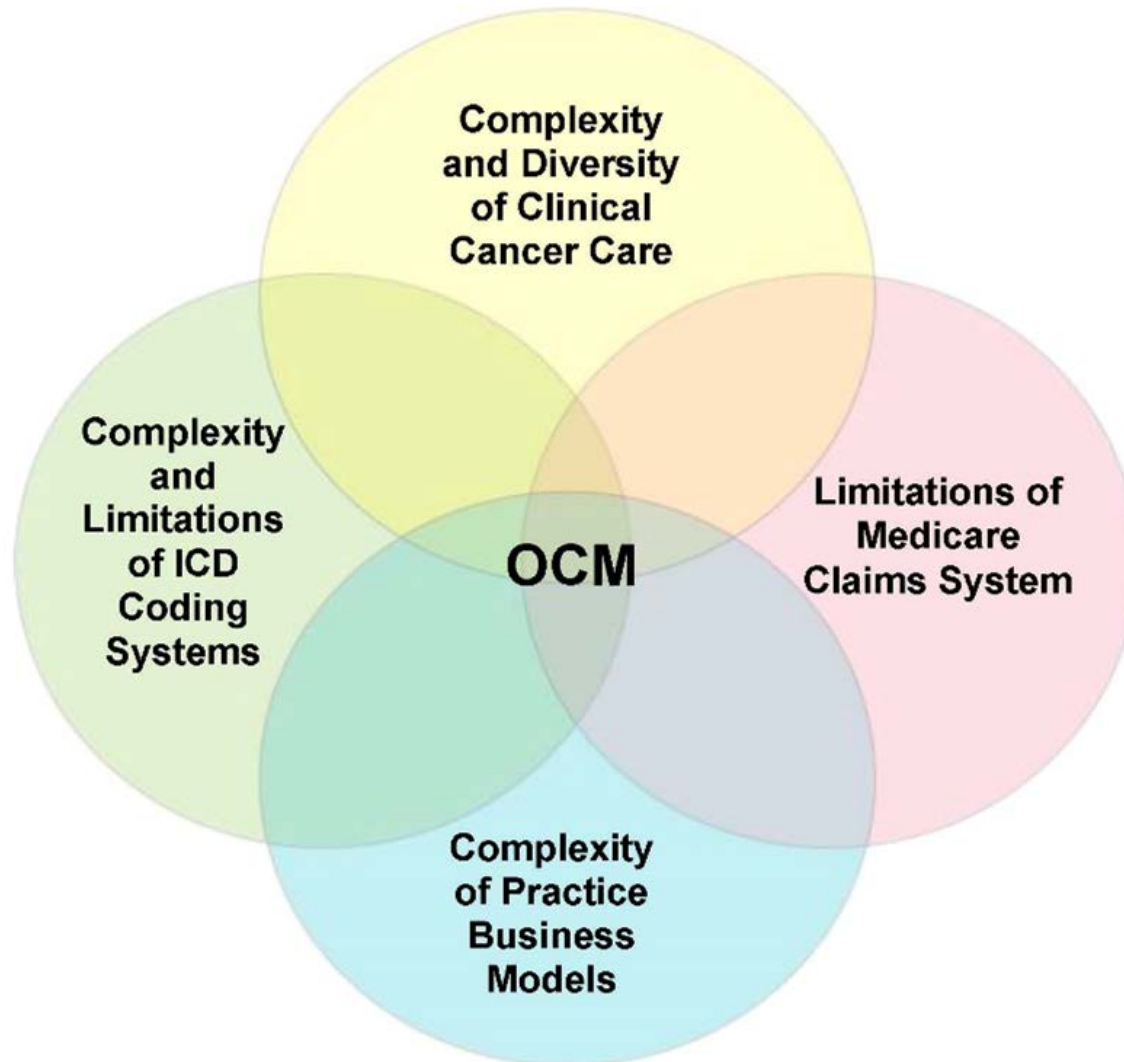 Complexity
and Diversity
of Clinical
Cancer Care
Complexity
and
Limitations
of ICD
Coding
Systems
Limitations of
Medicare
Claims System
OCM
Complexity
of Practice
Business
Models